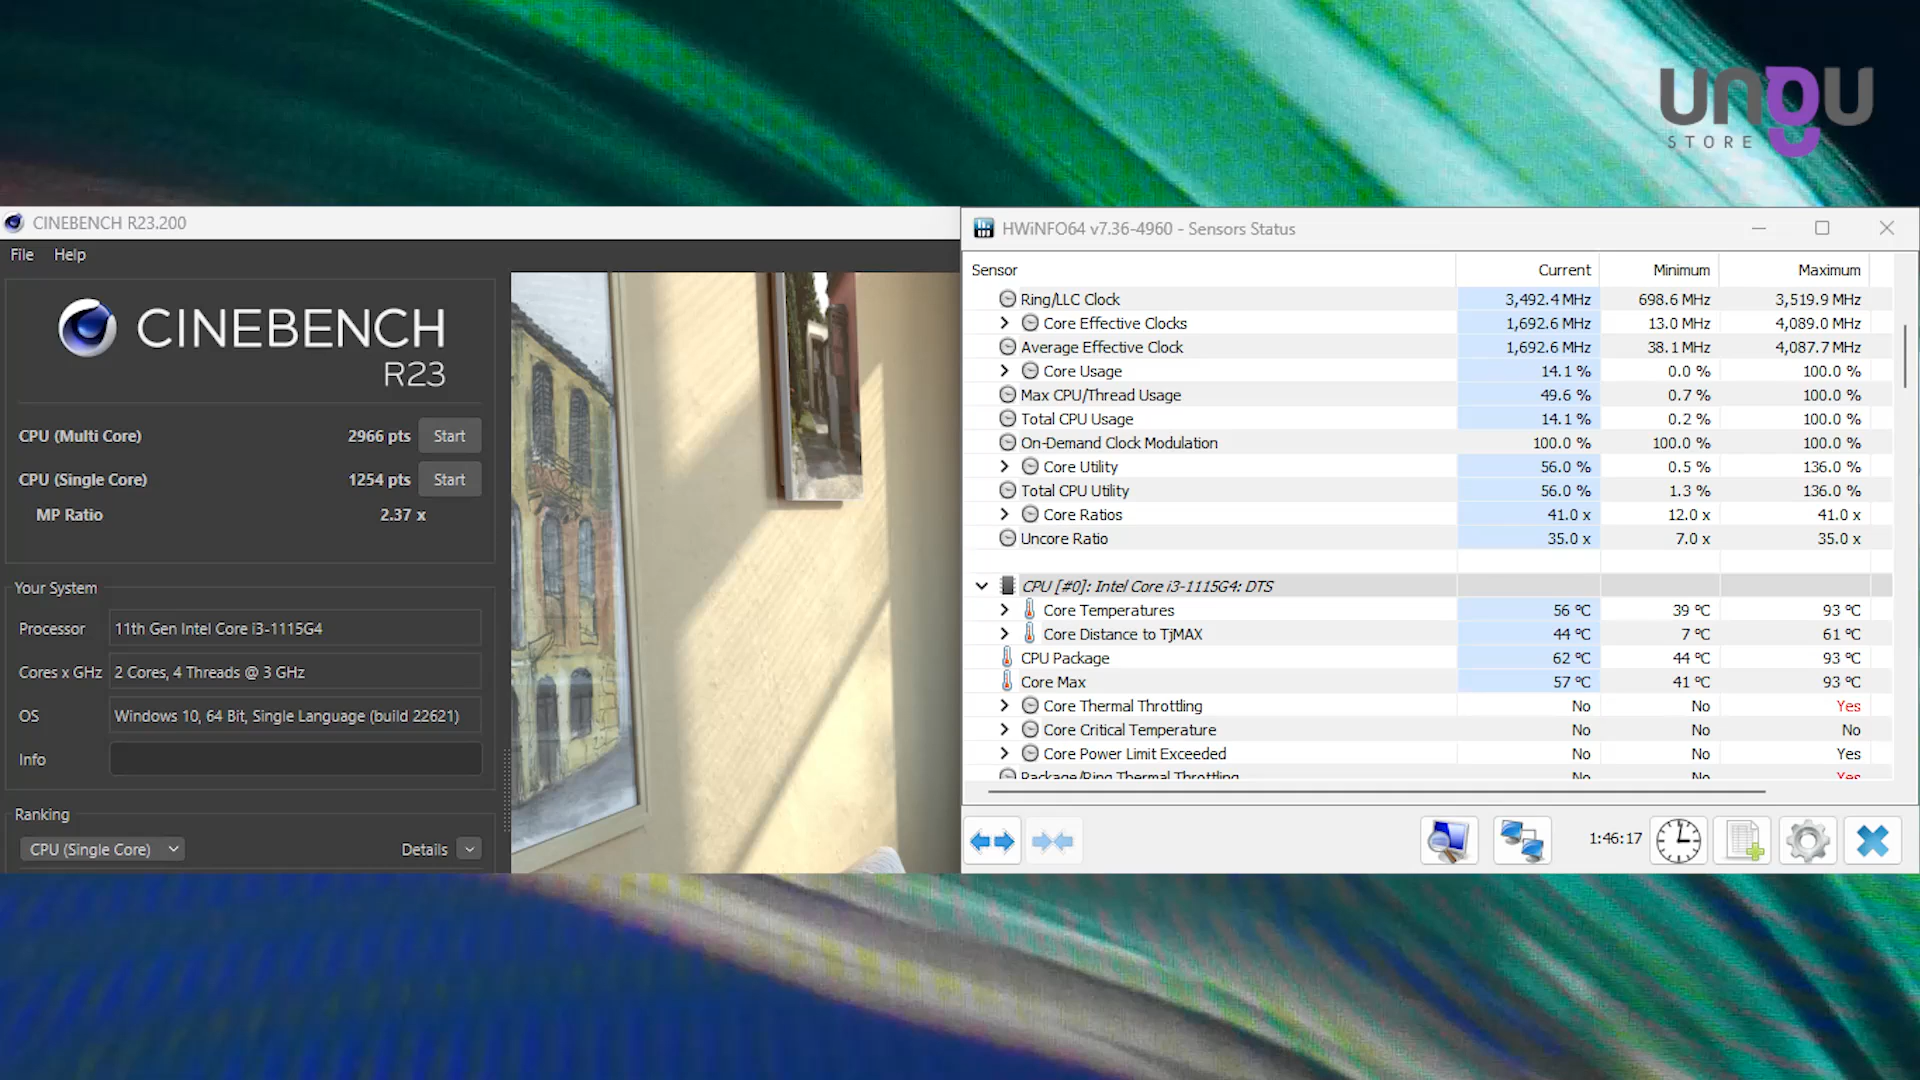 ungu
STORE
CINEBENCH R23.200
File Help
CINEBENCH
R23
CPU (Multi Core) 2966 pts Start
CPU (Single Core) 1254 pts Start
MP Ratio 2.37 x
Your System
Processor 11th Gen Intel Core i3-1115G4
Cores x GHz 2 Cores, 4 Threads @ 3 GHz
OS Windows 10, 64 Bit, Single Language (build 22621)
Info
Ranking
CPU (Single Core) Details
HWiNFO64 v7.36-4960 - Sensors Status
Sensor Current Minimum Maximum
Ring/LLC Clock 3,492.4 MHz 698.6 MHz 3,519.9 MHz
Core Effective Clocks 1,692.6 MHz 13.0 MHz 4,089.0 MHz
Average Effective Clock 1,692.6 MHz 38.1 MHz 4,087.7 MHz
Core Usage 14.1 % 0.0 % 100.0 %
Max CPU/Thread Usage 49.6 % 0.7 % 100.0 %
Total CPU Usage 14.1 % 0.2 % 100.0 %
On-Demand Clock Modulation 100.0 % 100.0 % 100.0 %
Core Utility 56.0 % 0.5 % 136.0 %
Total CPU Utility 56.0 % 1.3 % 136.0 %
Core Ratios 41.0 x 12.0 x 41.0 x
Uncore Ratio 35.0 x 7.0 x 35.0 x
CPU [#0]: Intel Core i3-1115G4: DTS
Core Temperatures 56 °C 39 °C 93 °C
Core Distance to TjMAX 44 °C 7 °C 61 °C
CPU Package 62 °C 44 °C 93 °C
Core Max 57 °C 41 °C 93 °C
Core Thermal Throttling No No Yes
Core Critical Temperature No No No
Core Power Limit Exceeded No No Yes
Package/Ring Thermal Throttling No No Yes
1:46:17